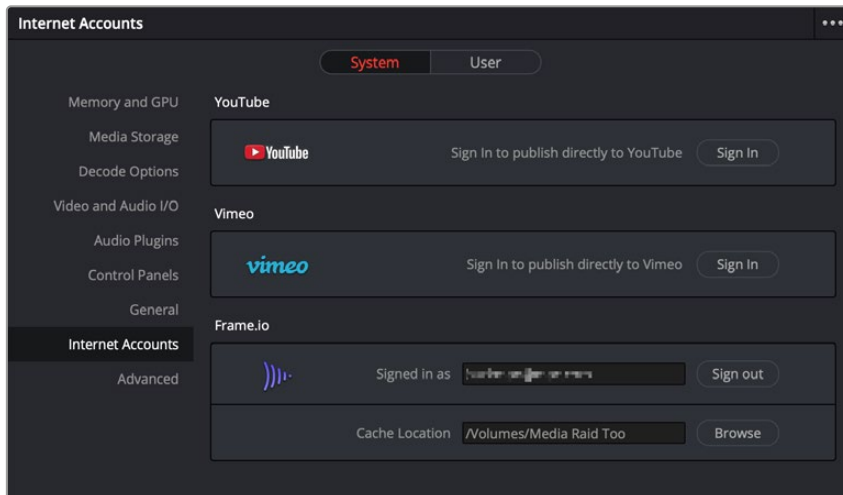 Internet Accounts
System User
Memory and GPU
Media Storage
Decode Options
Video and Audio I/O
Audio Plugins
Control Panels
General
Internet Accounts
Advanced
YouTube
YouTube Sign In to publish directly to YouTube Sign In
Vimeo
vimeo Sign In to publish directly to Vimeo Sign In
Frame.io
Signed in as Sign out
Cache Location /Volumes/Media Raid Too Browse